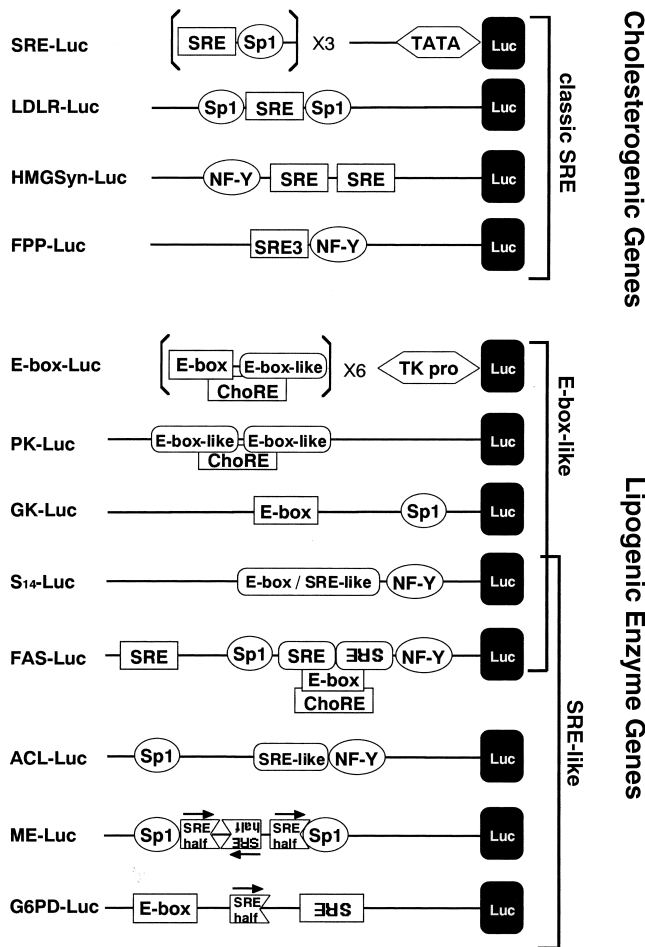 SRE-Luc SRE Sp1 X3 TATA Luc
LDLR-Luc Sp1 SRE Sp1 Luc
HMGSyn-Luc NF-Y SRE SRE Luc
FPP-Luc SRE3 NF-Y Luc
classic SRE
Cholesterogenic Genes
E-box-Luc E-box E-box-like X6 TK pro Luc
ChoRE
PK-Luc E-box-like E-box-like Luc
ChoRE
GK-Luc E-box Sp1 Luc
E-box-like
S14-Luc E-box / SRE-like NF-Y Luc
FAS-Luc SRE Sp1 SRE SRE NF-Y Luc
E-box
ChoRE
ACL-Luc Sp1 SRE-like NF-Y Luc
ME-Luc Sp1 SRE half SRE half SRE half Sp1 Luc
G6PD-Luc E-box SRE half SRE Luc
SRE-like
Lipogenic Enzyme Genes